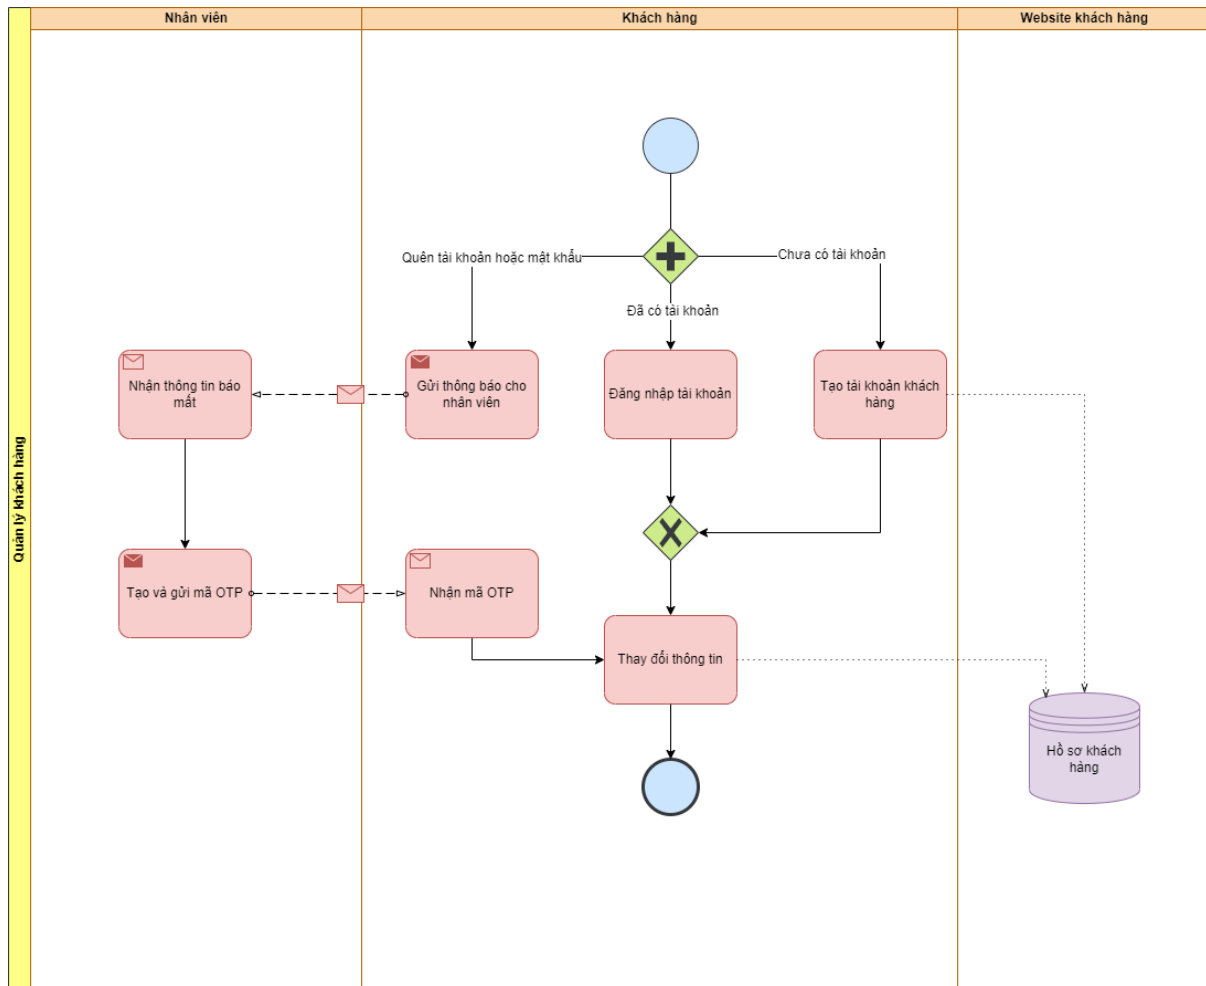 Nhân viên
Khách hàng
Website khách hàng
Quản lý khách hàng
Quên tài khoản hoặc mật khẩu
Chưa có tài khoản
Đã có tài khoản
Nhận thông tin báo
mất
Gửi thông báo cho
nhân viên
Đăng nhập tài khoản
Tạo tài khoản khách
hàng
Tạo và gửi mã OTP
Nhận mã OTP
Thay đổi thông tin
Hồ sơ khách
hàng